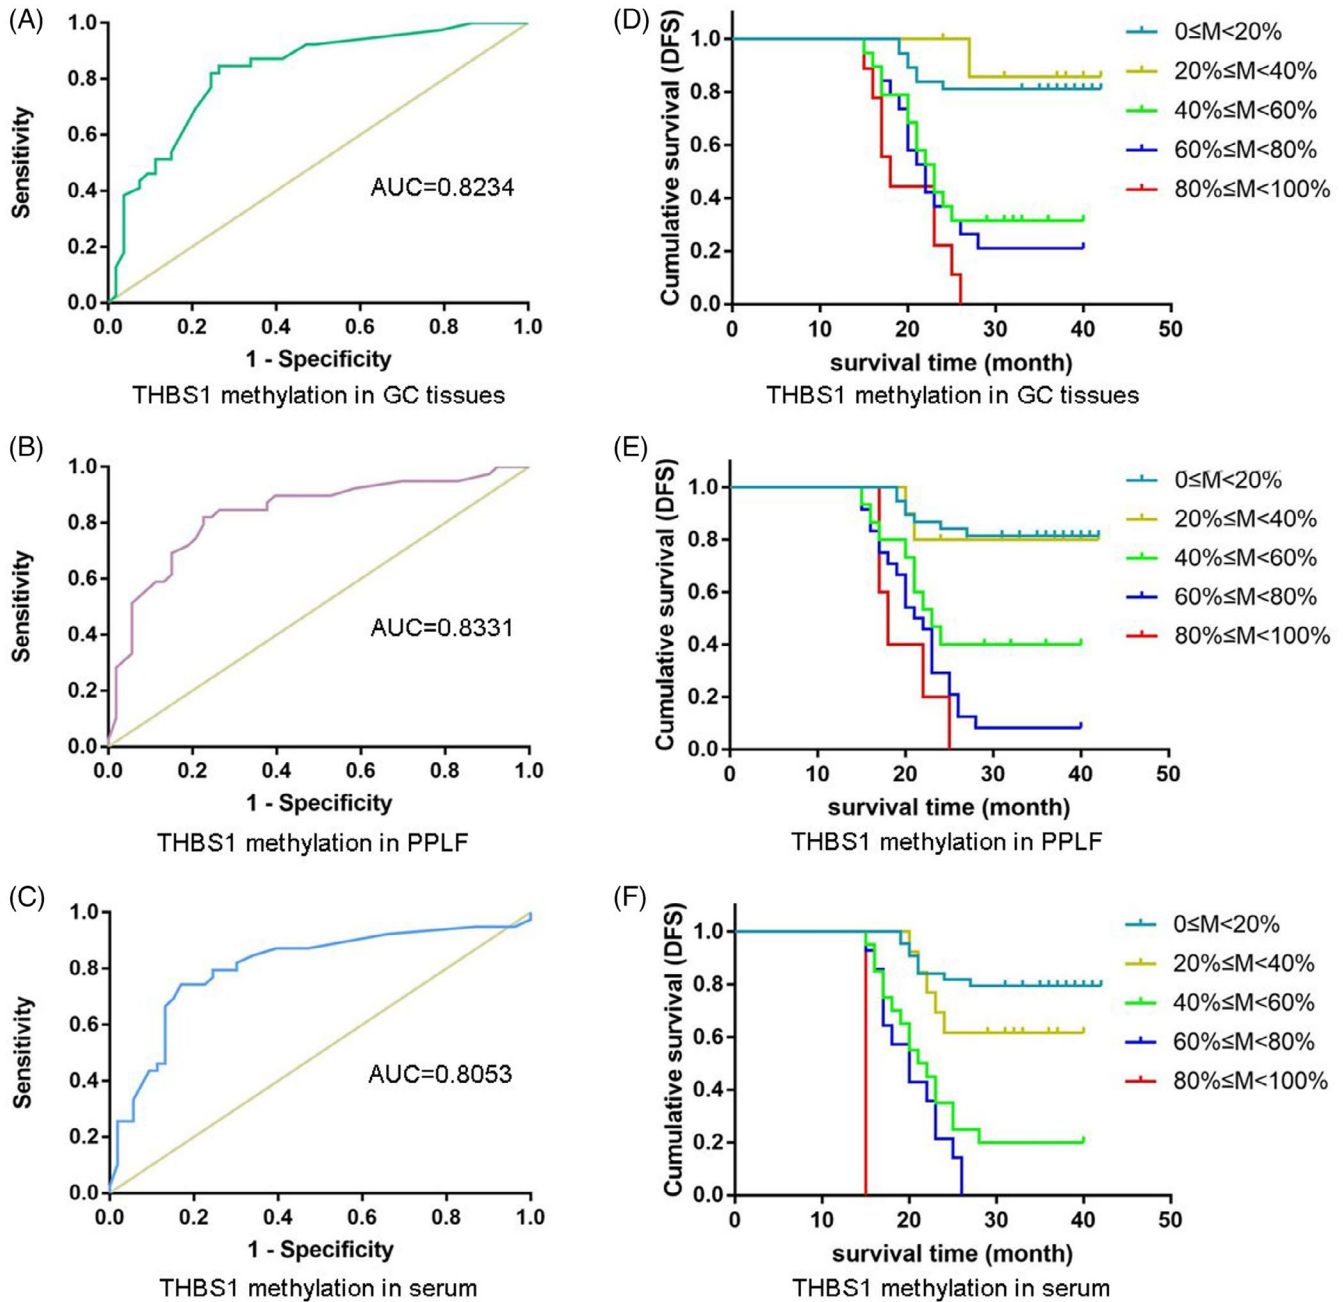 (A)
1.0
0.8
0.6
0.4
0.2
0.0
Sensitivity
AUC=0.8234
0.0 0.2 0.4 0.6 0.8 1.0
1 - Specificity
THBS1 methylation in GC tissues
(D)
1.0
0.8
0.6
0.4
0.2
0.0
Cumulative survival (DFS)
0 10 20 30 40 50
survival time (month)
THBS1 methylation in GC tissues
0≤M<20%
20%≤M<40%
40%≤M<60%
60%≤M<80%
80%≤M<100%
(B)
1.0
0.8
0.6
0.4
0.2
0.0
Sensitivity
AUC=0.8331
0.0 0.2 0.4 0.6 0.8 1.0
1 - Specificity
THBS1 methylation in PPLF
(E)
1.0
0.8
0.6
0.4
0.2
0.0
Cumulative survival (DFS)
0 10 20 30 40 50
survival time (month)
THBS1 methylation in PPLF
0≤M<20%
20%≤M<40%
40%≤M<60%
60%≤M<80%
80%≤M<100%
(C)
1.0
0.8
0.6
0.4
0.2
0.0
Sensitivity
AUC=0.8053
0.0 0.2 0.4 0.6 0.8 1.0
1 - Specificity
THBS1 methylation in serum
(F)
1.0
0.8
0.6
0.4
0.2
0.0
Cumulative survival (DFS)
0 10 20 30 40 50
survival time (month)
THBS1 methylation in serum
0≤M<20%
20%≤M<40%
40%≤M<60%
60%≤M<80%
80%≤M<100%